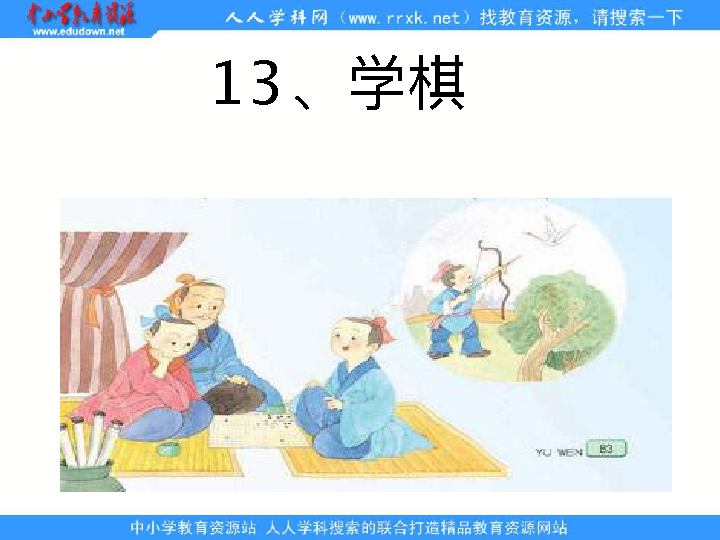 中小学教育资源
www.edudown.net
人人学科网（www.rrxk.net）找教育资源，请搜索一下
13、学棋
YU WEN 83
中小学教育资源站 人人学科搜索的联合打造精品教育资源网站